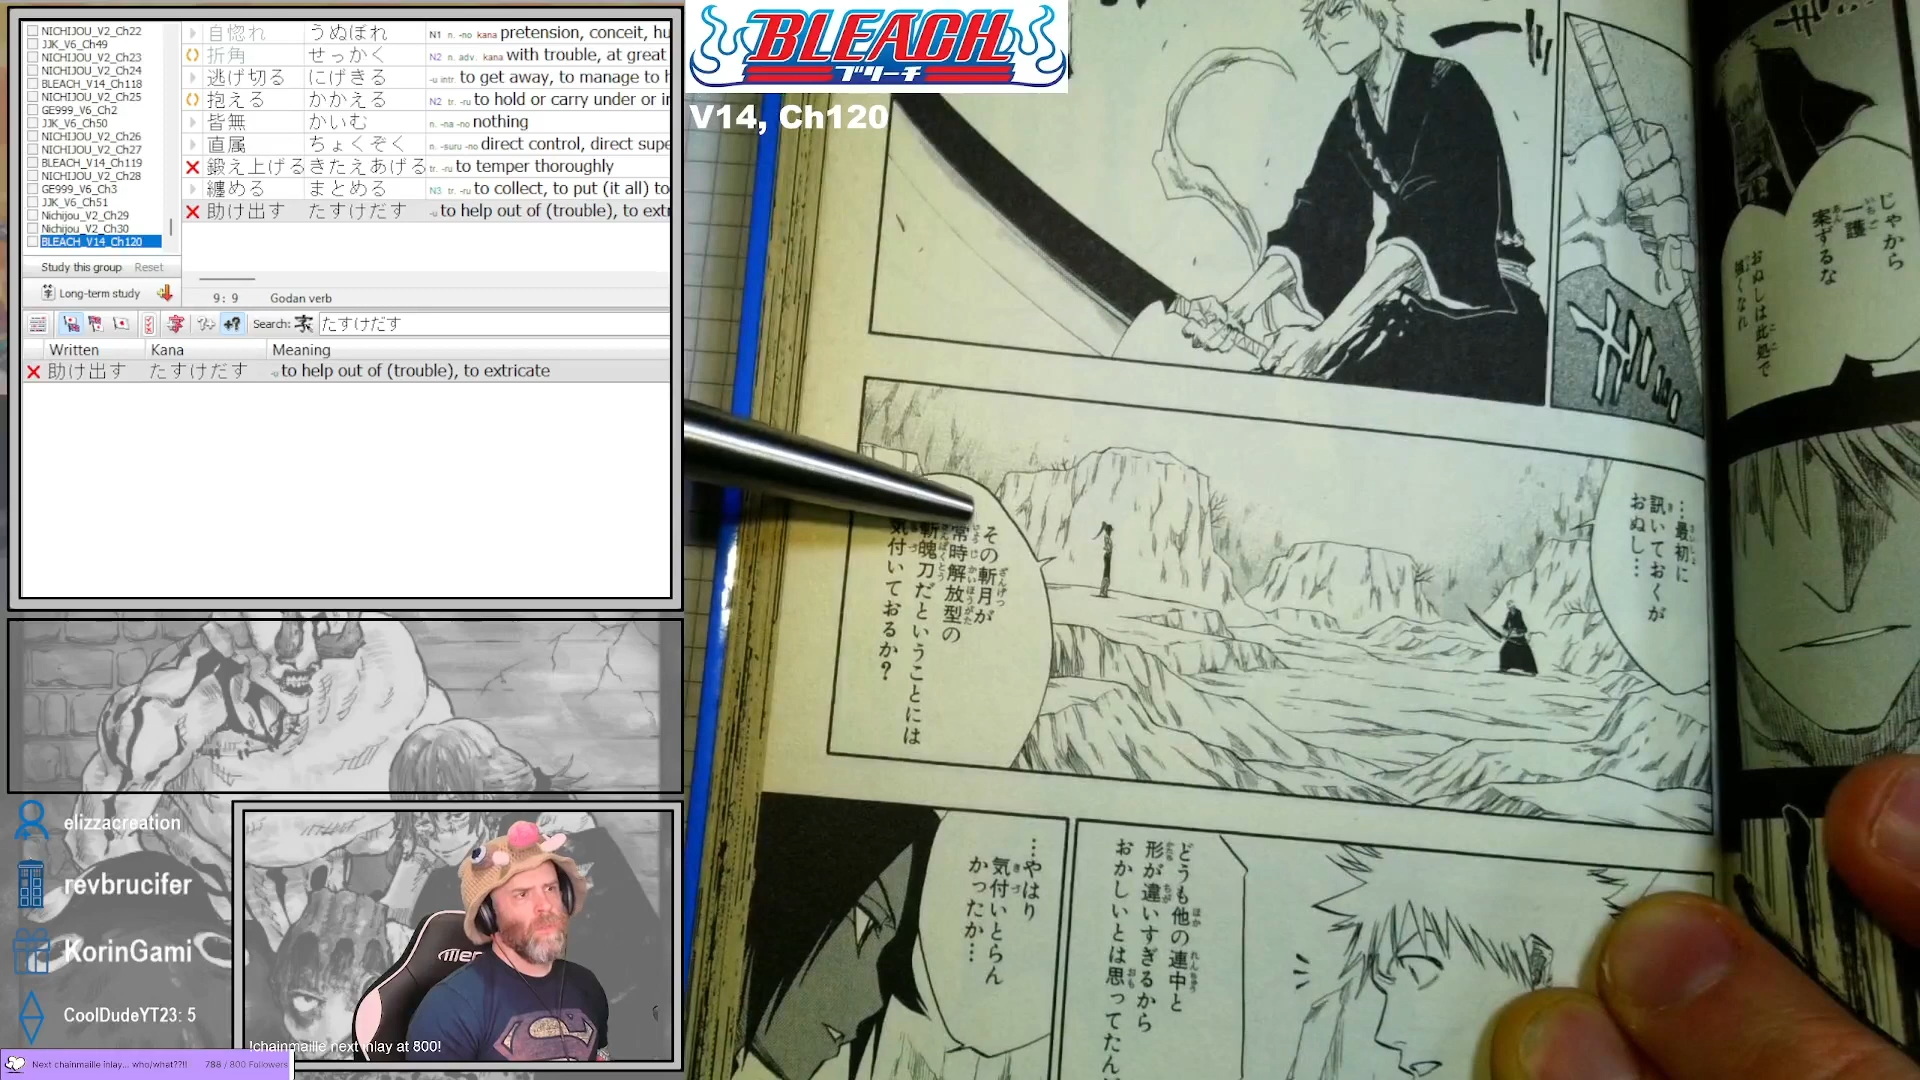 NICHIJOU_V2_Ch22
JJK_V6_Ch49
NICHIJOU_V2_Ch23
NICHIJOU_V2_Ch24
BLEACH_V14_Ch118
NICHIJOU_V2_Ch25
GE999_V6_Ch2
JJK_V6_Ch50
NICHIJOU_V2_Ch26
NICHIJOU_V2_Ch27
BLEACH_V14_Ch119
NICHIJOU_V2_Ch28
GE999_V6_Ch3
JJK_V6_Ch51
Nichijou_V2_Ch29
Nichijou_V2_Ch30
BLEACH_V14_Ch120
Study this group Reset
Long-term study
自惚れ うぬぼれ N1 n. -no kana pretension, conceit, hu
折角 せっかく N2 n. adv. kana with trouble, at great
逃げ切る にげきる -u intr. to get away, to manage to h
抱える かかえる N2 tr. -ru to hold or carry under or in
皆無 かいむ n. -na -no nothing
直属 ちょくぞく n. -suru -no direct control, direct supe
鍛え上げる きたえあげる tr. -ru to temper thoroughly
纏める まとめる N3 tr. -ru to collect, to put (it all) to
助け出す たすけだす -u to help out of (trouble), to extr
9: 9 Godan verb
Search: 字 たすけだす
Written Kana Meaning
助け出す たすけだす -u to help out of (trouble), to extricate
BLEACH
ブリーチ
V14, Ch120
じゃから
一護
案ずるな
おぬしは此処で
強くなれ
…最初に
訊いておくが
おぬし…
その斬月が
常時解放型の
斬魄刀だということには
気付いておるか？
どうも他の連中と
形が違いすぎるから
おかしいとは思ってたん
…やはり
気付いとらん
かったか…
elizzacreation
revbrucifer
KorinGami
CoolDudeYT23: 5
!chainmaille next inlay at 800!
Next chainmaille inlay... who/what??!! 788 / 800 Followers